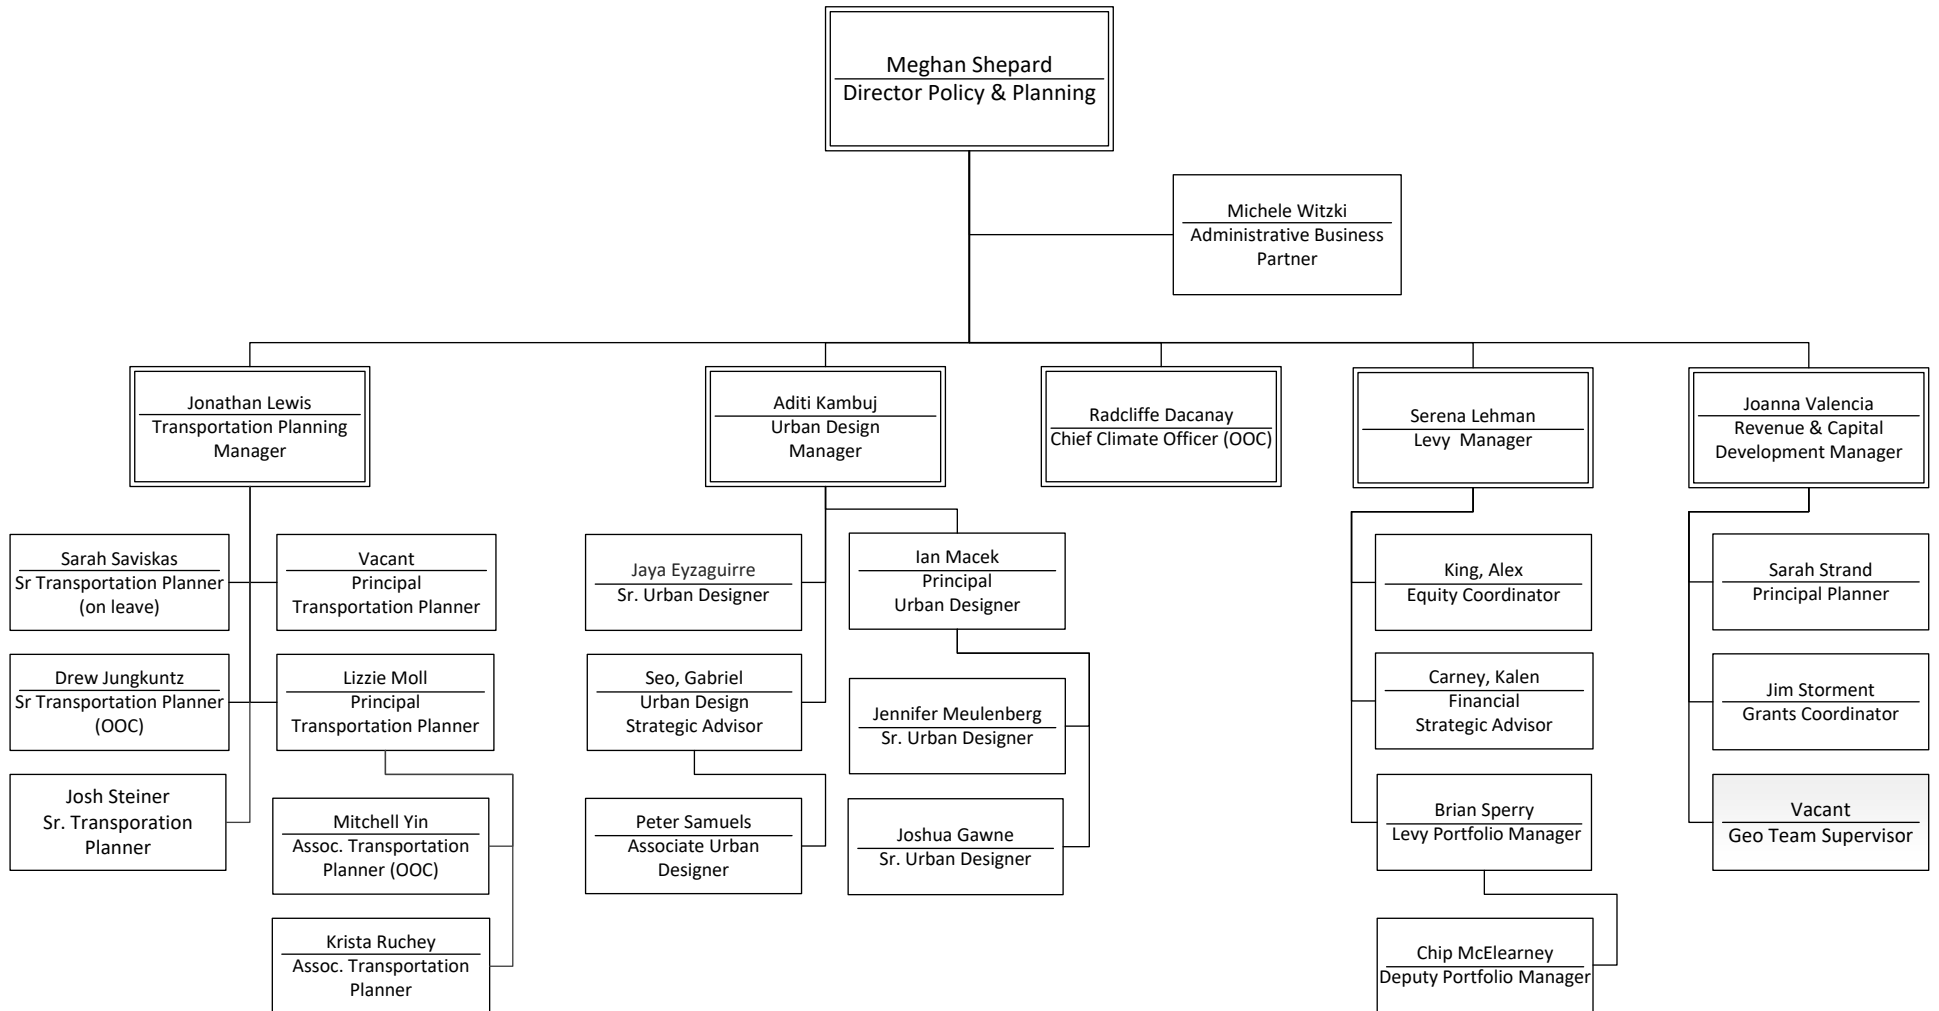 Meghan Shepard
Director Policy & Planning
Michele Witzki
Administrative Business
Partner
Jonathan Lewis
Transportation Planning
Manager
Aditi Kambuj
Urban Design
Manager
Radcliffe Dacanay
Chief Climate Officer (OOC)
Serena Lehman
Levy Manager
Joanna Valencia
Revenue & Capital
Development Manager
Sarah Saviskas
Sr Transportation Planner
(on leave)
Vacant
Principal
Transportation Planner
Drew Jungkuntz
Sr Transportation Planner
(OOC)
Lizzie Moll
Principal
Transportation Planner
Josh Steiner
Sr. Transporation
Planner
Mitchell Yin
Assoc. Transportation
Planner (OOC)
Krista Ruchey
Assoc. Transportation
Planner
Jaya Eyzaguirre
Sr. Urban Designer
Ian Macek
Principal
Urban Designer
Seo, Gabriel
Urban Design
Strategic Advisor
Jennifer Meulenberg
Sr. Urban Designer
Peter Samuels
Associate Urban
Designer
Joshua Gawne
Sr. Urban Designer
King, Alex
Equity Coordinator
Carney, Kalen
Financial
Strategic Advisor
Brian Sperry
Levy Portfolio Manager
Chip McElearney
Deputy Portfolio Manager
Sarah Strand
Principal Planner
Jim Storment
Grants Coordinator
Vacant
Geo Team Supervisor